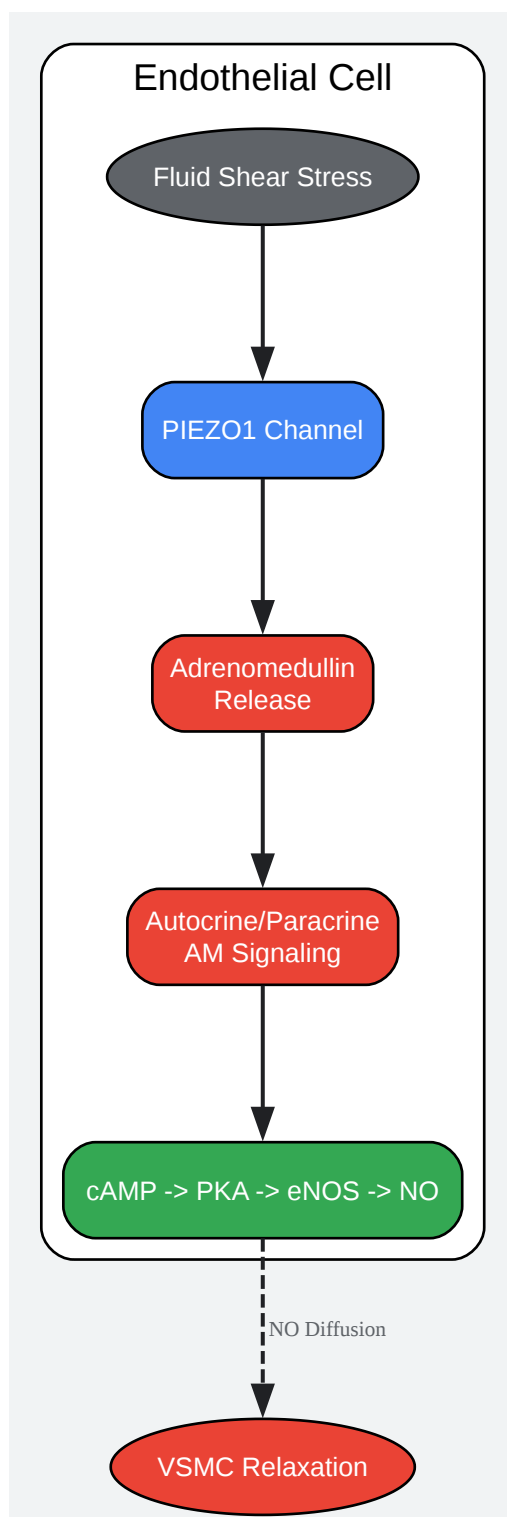 Endothelial Cell
Fluid Shear Stress
PIEZO1 Channel
Adrenomedullin
Release
Autocrine/Paracrine
AM Signaling
cAMP -> PKA -> eNOS -> NO
NO Diffusion
VSMC Relaxation